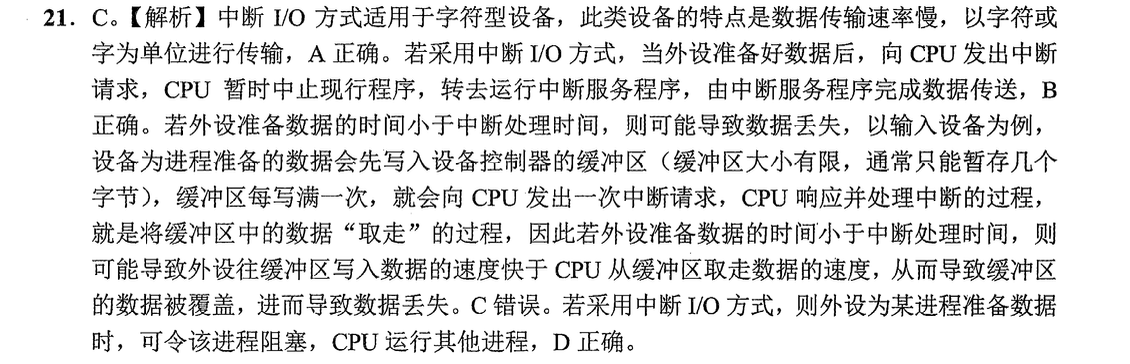 21. C。【解析】中断 I/O 方式适用于字符型设备，此类设备的特点是数据传输速率慢，以字符或
字为单位进行传输，A 正确。若采用中断 I/O 方式，当外设准备好数据后，向 CPU 发出中断
请求，CPU 暂时中止现行程序，转去运行中断服务程序，由中断服务程序完成数据传送，B
正确。若外设准备数据的时间小于中断处理时间，则可能导致数据丢失，以输入设备为例，
设备为进程准备的数据会先写入设备控制器的缓冲区（缓冲区大小有限，通常只能暂存几个
字节），缓冲区每写满一次，就会向 CPU 发出一次中断请求，CPU 响应并处理中断的过程，
就是将缓冲区中的数据“取走”的过程，因此若外设准备数据的时间小于中断处理时间，则
可能导致外设往缓冲区写入数据的速度快于 CPU 从缓冲区取走数据的速度，从而导致缓冲区
的数据被覆盖，进而导致数据丢失。C 错误。若采用中断 I/O 方式，则外设为某进程准备数据
时，可令该进程阻塞，CPU 运行其他进程，D 正确。